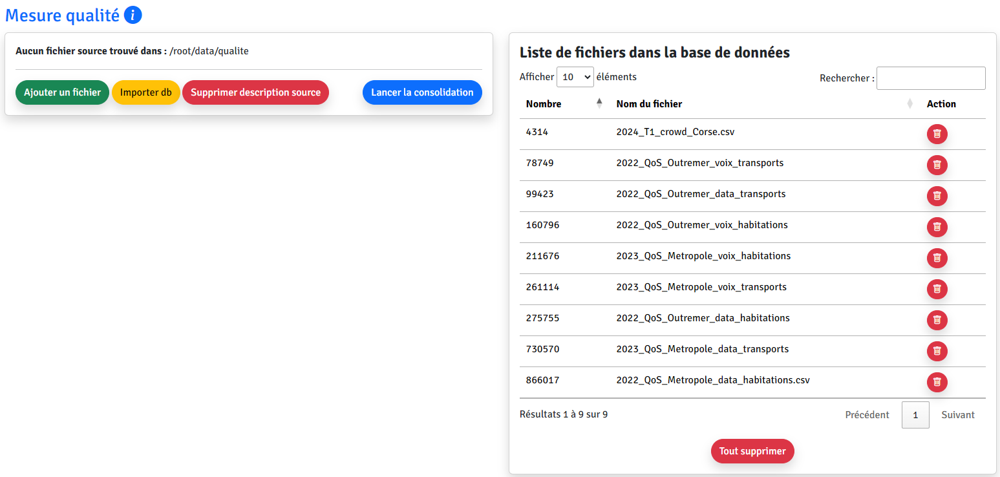 Mesure qualité i
Aucun fichier source trouvé dans : /root/data/qualite
Ajouter un fichier Importer db Supprimer description source Lancer la consolidation
Liste de fichiers dans la base de données
Afficher 10 éléments Rechercher :
Nombre Nom du fichier Action
4314 2024_T1_crowd_Corse.csv
78749 2022_QoS_Outremer_voix_transports
99423 2022_QoS_Outremer_data_transports
160796 2022_QoS_Outremer_voix_habitations
211676 2023_QoS_Metropole_voix_habitations
261114 2023_QoS_Metropole_voix_transports
275755 2022_QoS_Outremer_data_habitations
730570 2023_QoS_Metropole_data_transports
866017 2022_QoS_Metropole_data_habitations.csv
Résultats 1 à 9 sur 9 Précédent 1 Suivant
Tout supprimer